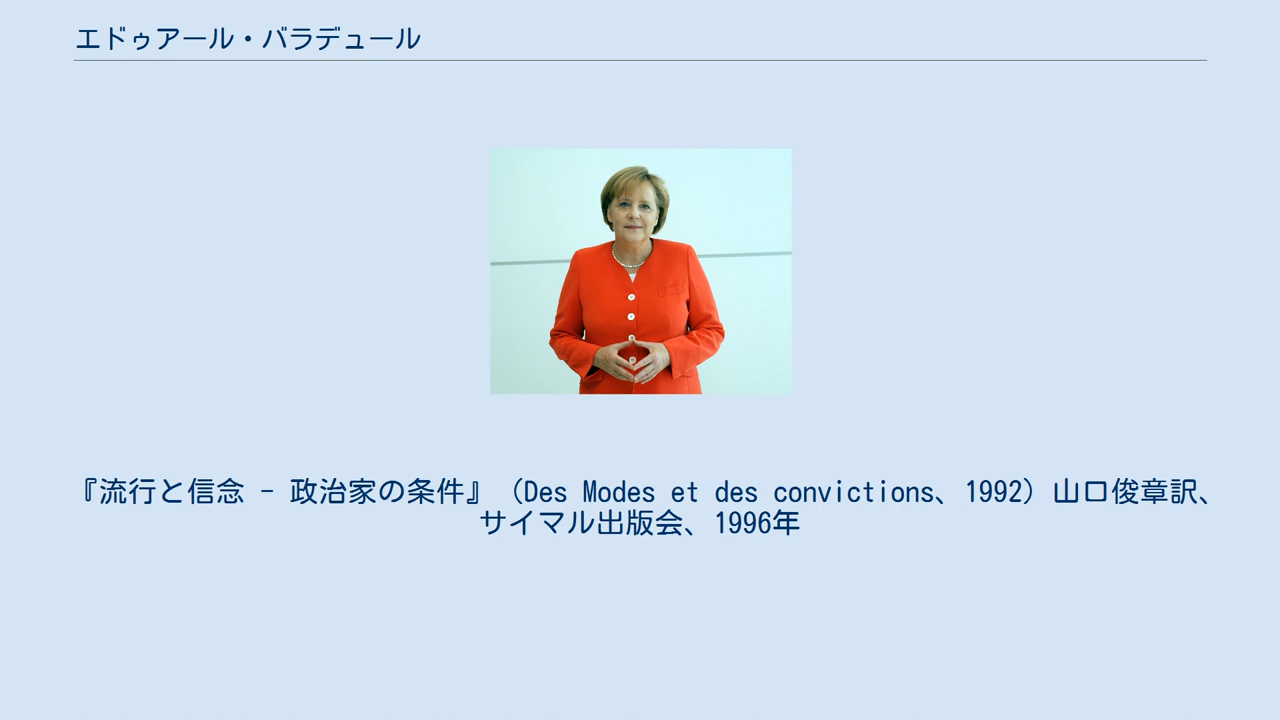 エドゥアール・バラデュール
『流行と信念 - 政治家の条件』（Des Modes et des convictions、1992）山口俊章訳、
サイマル出版会、1996年